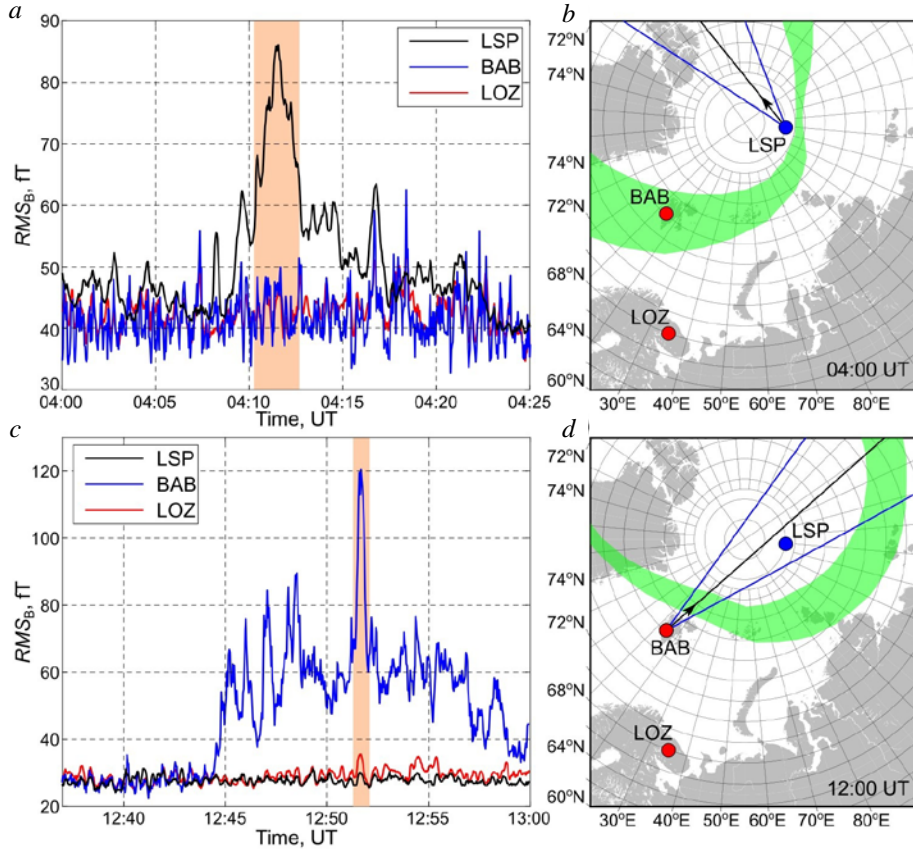 a
90
80
70
60
50
40
30
RMS_B, fT
LSP
BAB
LOZ
04:00 04:05 04:10 04:15 04:20 04:25
Time, UT
b
72°N
74°N
LSP
74°N
BAB
72°N
68°N
LOZ
64°N
60°N
04:00 UT
30°E 40°E 50°E 60°E 70°E 80°E
c
120
100
80
60
40
20
RMS_B, fT
LSP
BAB
LOZ
12:40 12:45 12:50 12:55 13:00
Time, UT
d
72°N
74°N
LSP
74°N
72°N
BAB
68°N
LOZ
64°N
60°N
12:00 UT
30°E 40°E 50°E 60°E 70°E 80°E